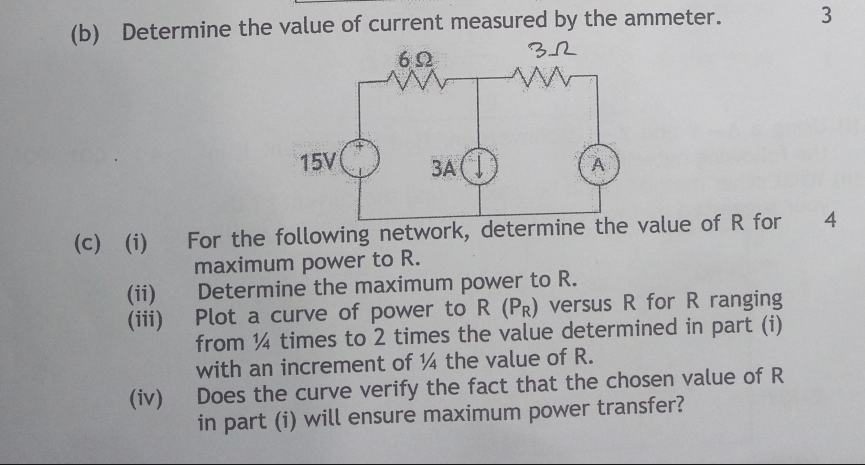 (b) Determine the value of current measured by the ammeter. 3
6Ω 3Ω
15V + 3A A
(c) (i) For the following network, determine the value of R for 4
maximum power to R.
(ii) Determine the maximum power to R.
(iii) Plot a curve of power to R (PR) versus R for R ranging
from ¼ times to 2 times the value determined in part (i)
with an increment of ¼ the value of R.
(iv) Does the curve verify the fact that the chosen value of R
in part (i) will ensure maximum power transfer?